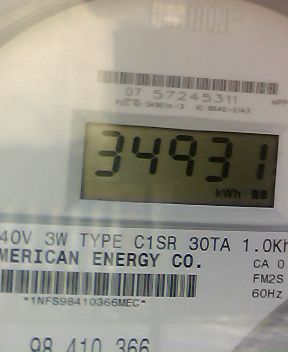 07 57245311
34931
kWh
40V 3W TYPE C1SR 30TA 1.0Kh
MERICAN ENERGY CO.
CA 0
FM2S
60Hz
*1NFS98410366MEC*
98 410 366